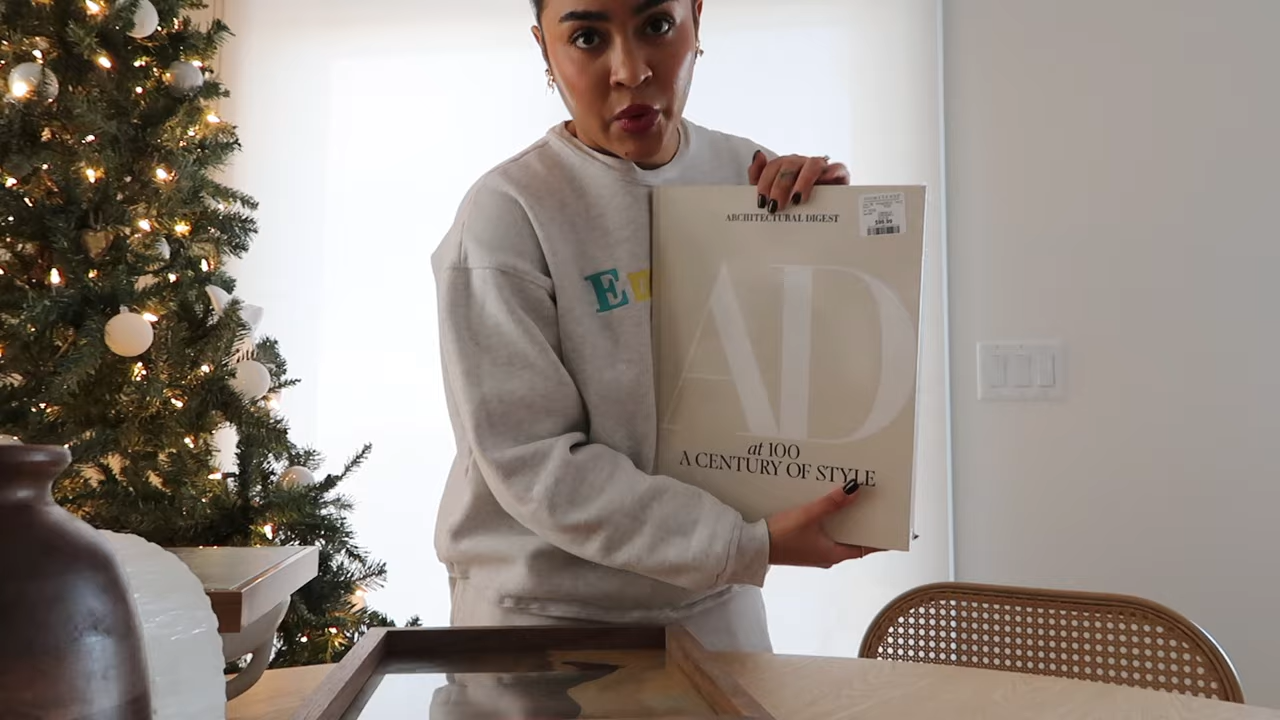 ARCHITECTURAL DIGEST
AD
at 100
A CENTURY OF STYLE
E